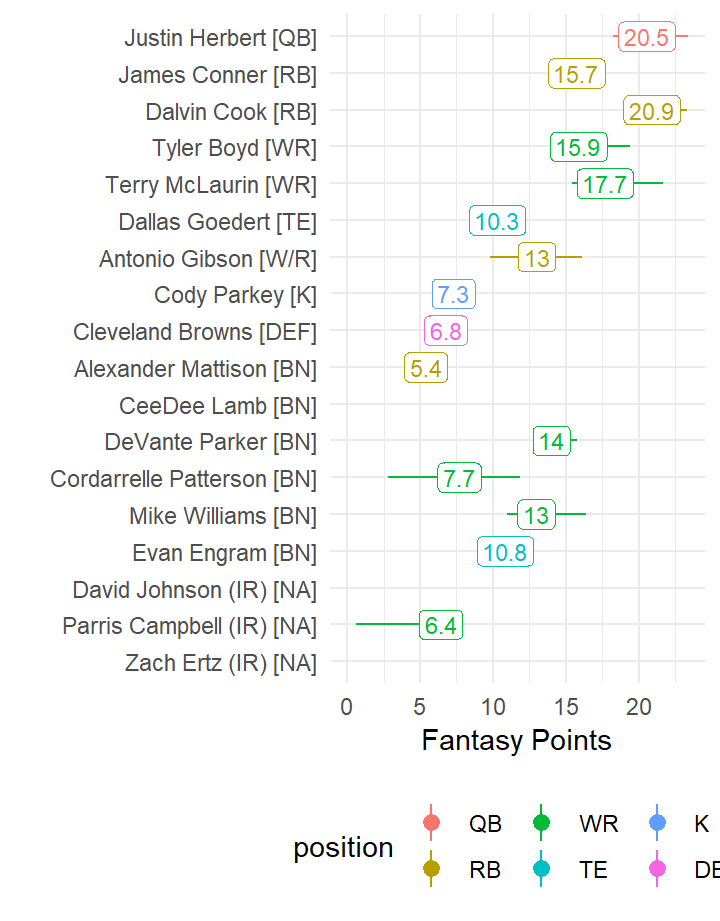 Justin Herbert [QB] 20.5
James Conner [RB] 15.7
Dalvin Cook [RB] 20.9
Tyler Boyd [WR] 15.9
Terry McLaurin [WR] 17.7
Dallas Goedert [TE] 10.3
Antonio Gibson [W/R] 13
Cody Parkey [K] 7.3
Cleveland Browns [DEF] 6.8
Alexander Mattison [BN] 5.4
CeeDee Lamb [BN]
DeVante Parker [BN] 14
Cordarrelle Patterson [BN] 7.7
Mike Williams [BN] 13
Evan Engram [BN] 10.8
David Johnson (IR) [NA]
Parris Campbell (IR) [NA] 6.4
Zach Ertz (IR) [NA]
0 5 10 15 20
Fantasy Points
position
QB WR K
RB TE DE